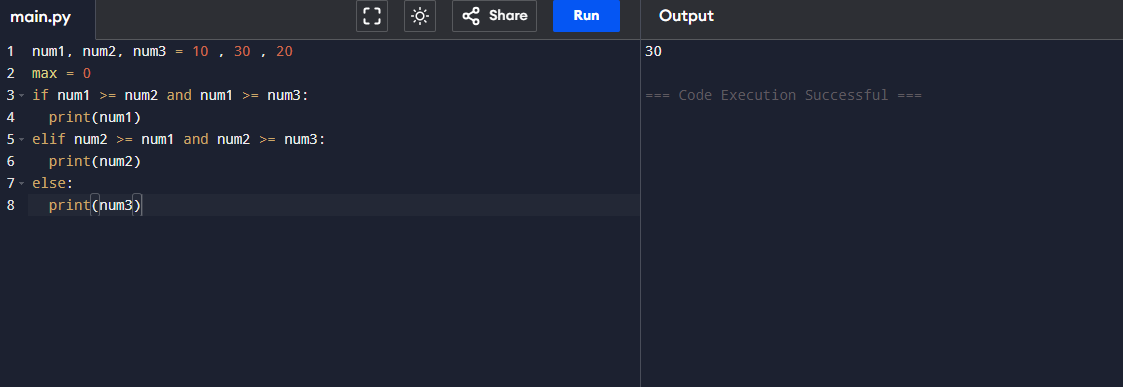 main.py Share Run Output
1 num1, num2, num3 = 10 , 30 , 20
2 max = 0
3 if num1 >= num2 and num1 >= num3:
4   print(num1)
5 elif num2 >= num1 and num2 >= num3:
6   print(num2)
7 else:
8   print(num3)
30
=== Code Execution Successful ===